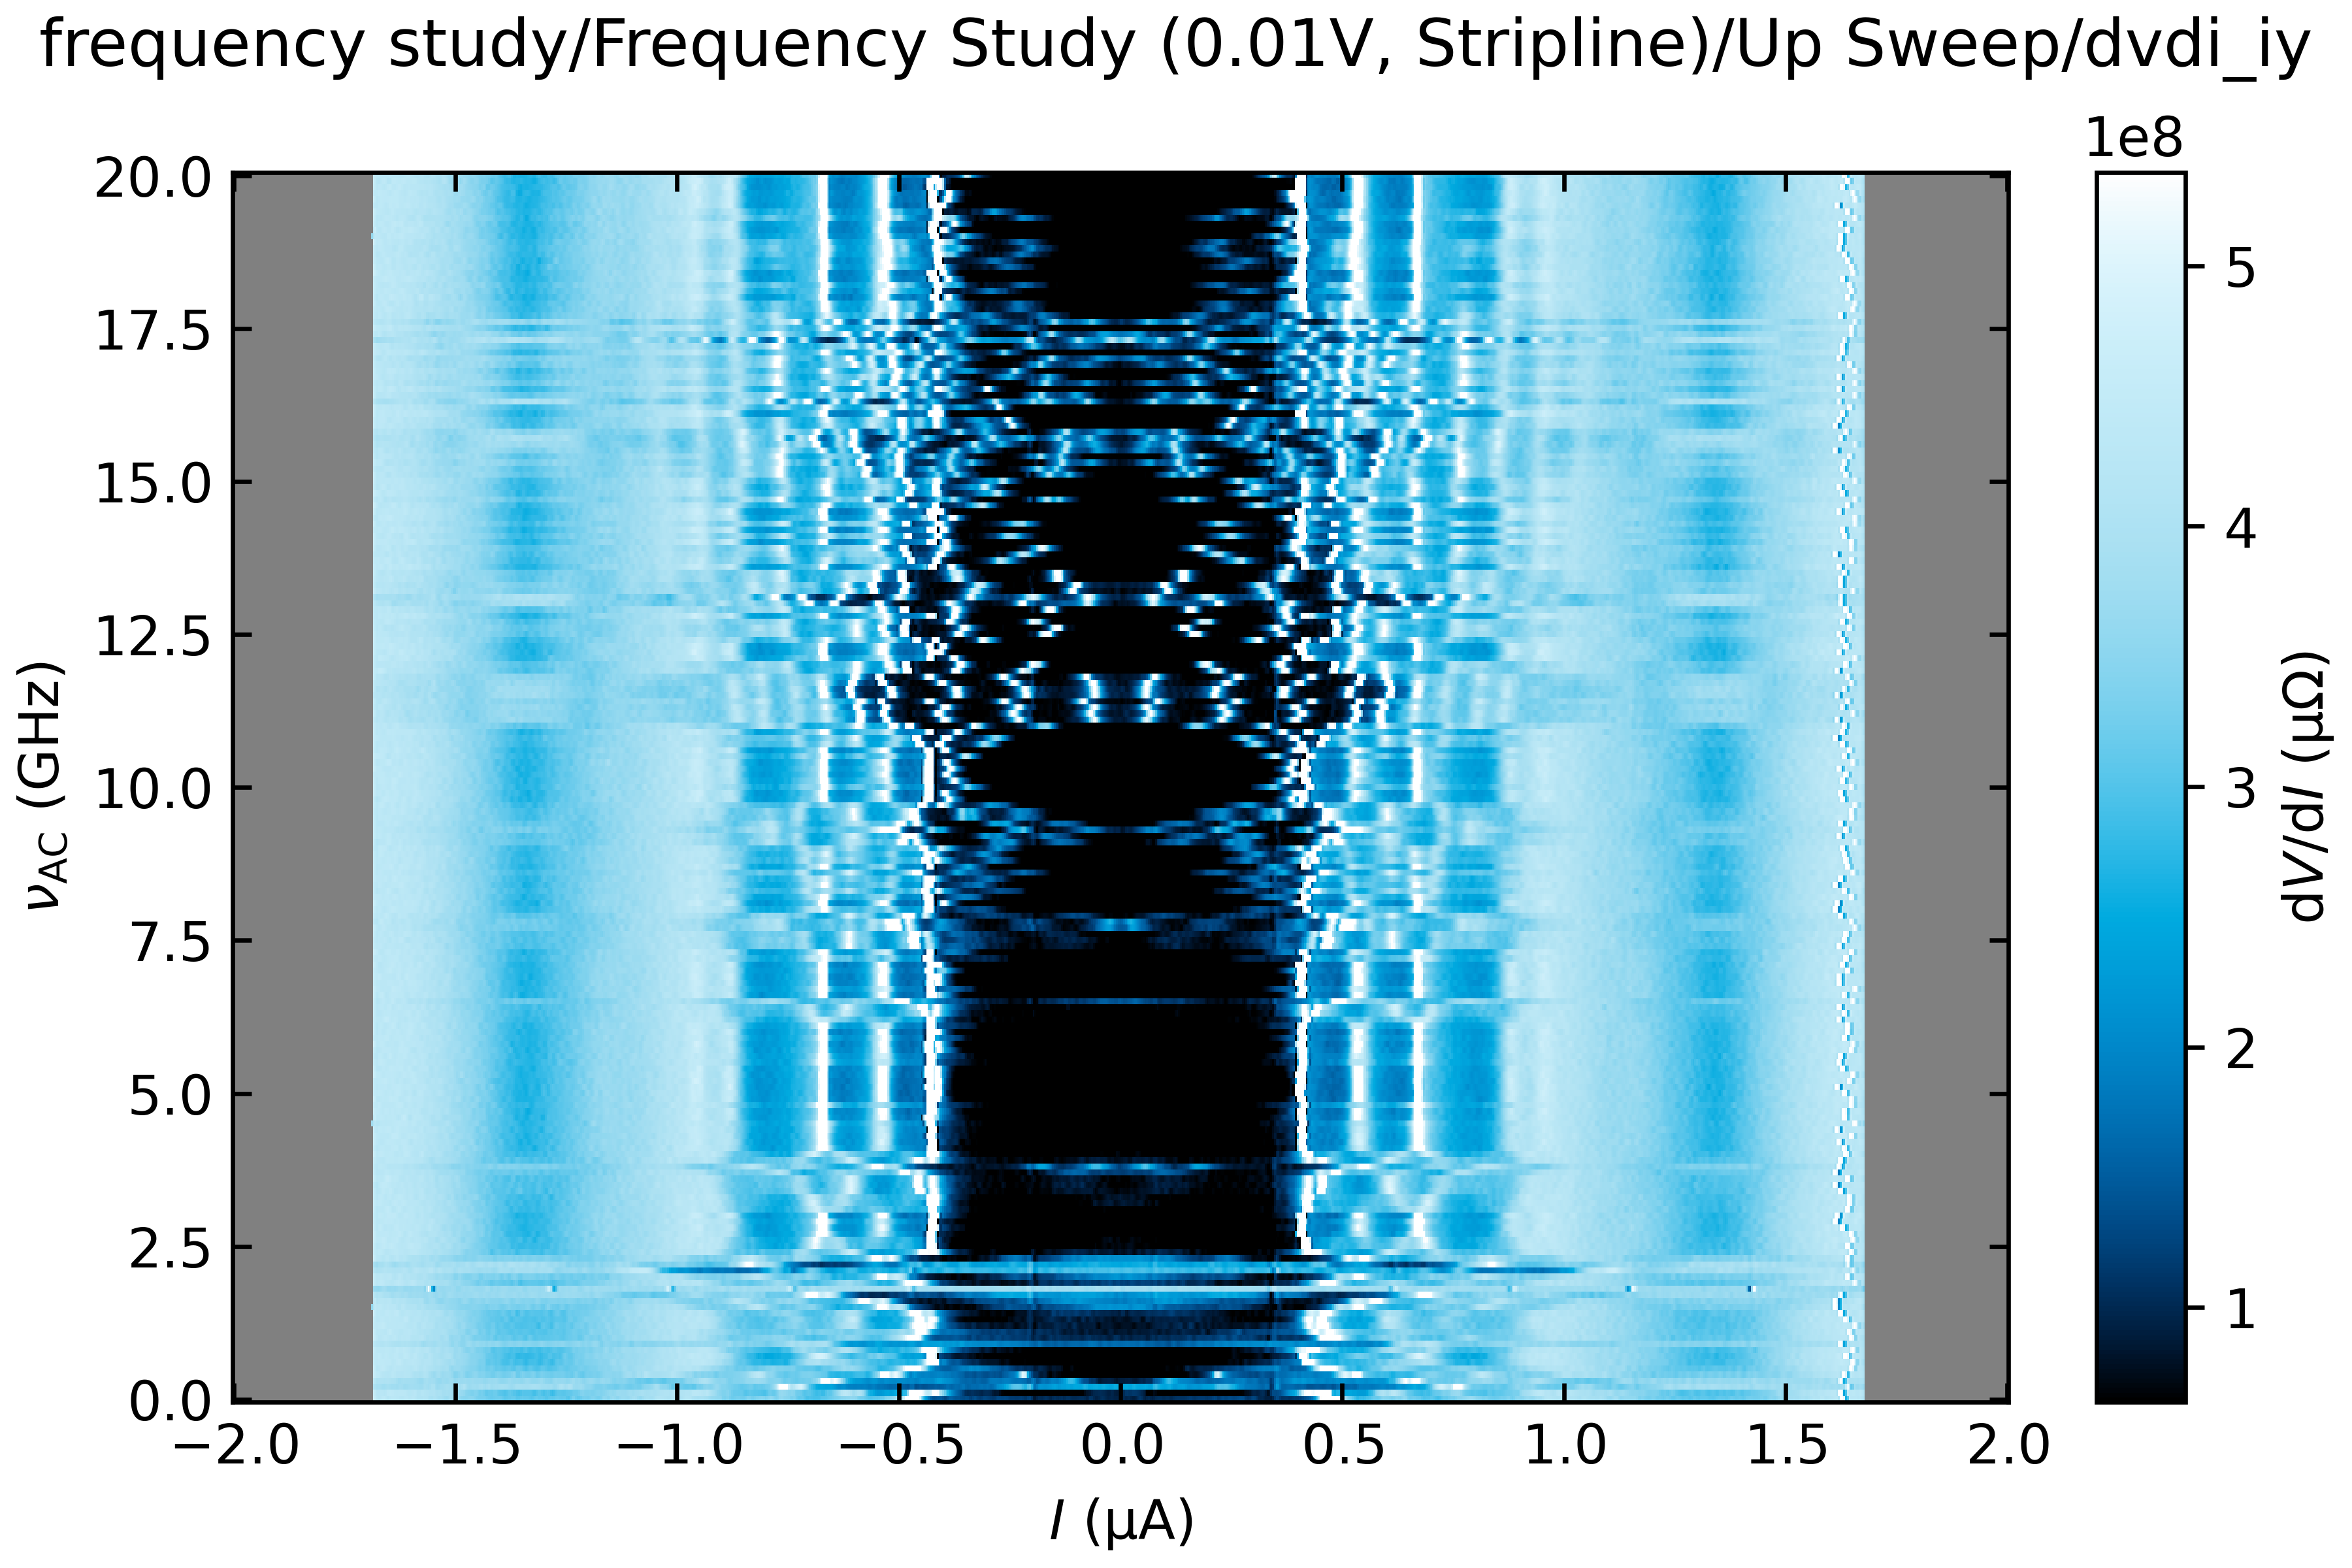 frequency study/Frequency Study (0.01V, Stripline)/Up Sweep/dvdi_iy
1e8
20.0
17.5
15.0
12.5
10.0
7.5
5.0
2.5
0.0
ν_AC (GHz)
−2.0 −1.5 −1.0 −0.5 0.0 0.5 1.0 1.5 2.0
I (µA)
5
4
3
2
1
dV/dI (µΩ)